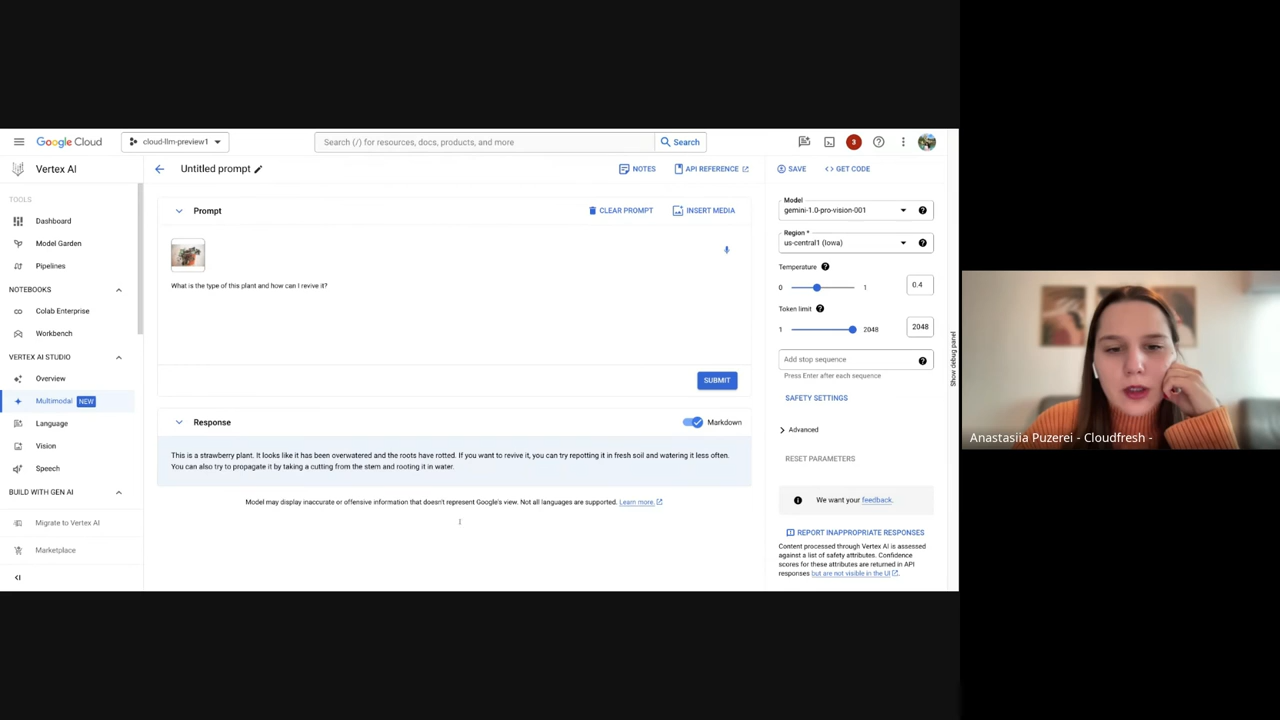 Google Cloud
cloud-llm-preview1
Search (/) for resources, docs, products, and more
Search
3
Vertex AI
Untitled prompt
NOTES
API REFERENCE
SAVE
GET CODE
TOOLS
Dashboard
Model Garden
Pipelines
NOTEBOOKS
Colab Enterprise
Workbench
VERTEX AI STUDIO
Overview
Multimodal NEW
Language
Vision
Speech
BUILD WITH GEN AI
Migrate to Vertex AI
Marketplace
Prompt
CLEAR PROMPT
INSERT MEDIA
What is the type of this plant and how can I revive it?
SUBMIT
Response
Markdown
This is a strawberry plant. It looks like it has been overwatered and the roots have rotted. If you want to revive it, you can try repotting it in fresh soil and watering it less often.
You can also try to propagate it by taking a cutting from the stem and rooting it in water.
Model may display inaccurate or offensive information that doesn't represent Google's view. Not all languages are supported. Learn more.
Model
gemini-1.0-pro-vision-001
Region *
us-central1 (Iowa)
Temperature
0 1 0.4
Token limit
1 2048 2048
Add stop sequence
Press Enter after each sequence
SAFETY SETTINGS
Advanced
RESET PARAMETERS
We want your feedback.
REPORT INAPPROPRIATE RESPONSES
Content processed through Vertex AI is assessed
against a list of safety attributes. Confidence
scores for these attributes are returned in API
responses but are not visible in the UI.
Show debug panel
Anastasiia Puzerei - Cloudfresh -